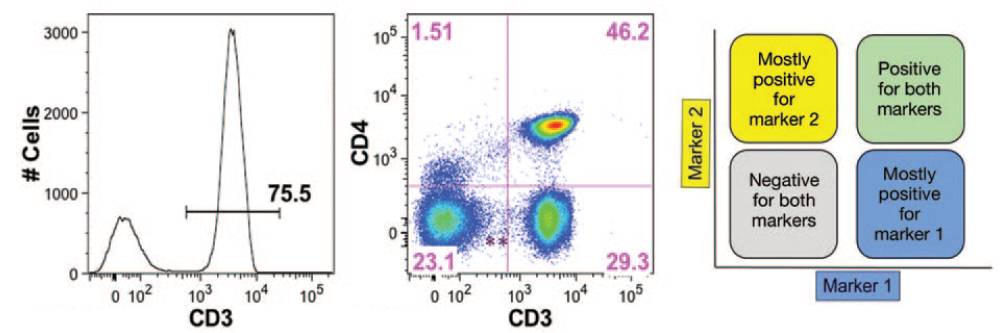 3000
2000
1000
0
# Cells
75.5
0 10² 10³ 10⁴ 10⁵
CD3
1.51 46.2
10⁵
10⁴
10³
0
CD4
**
23.1 29.3
0 10² 10³ 10⁴ 10⁵
CD3
Marker 2
Mostly
positive
for
marker 2
Positive
for both
markers
Negative
for both
markers
Mostly
positive
for
marker 1
Marker 1